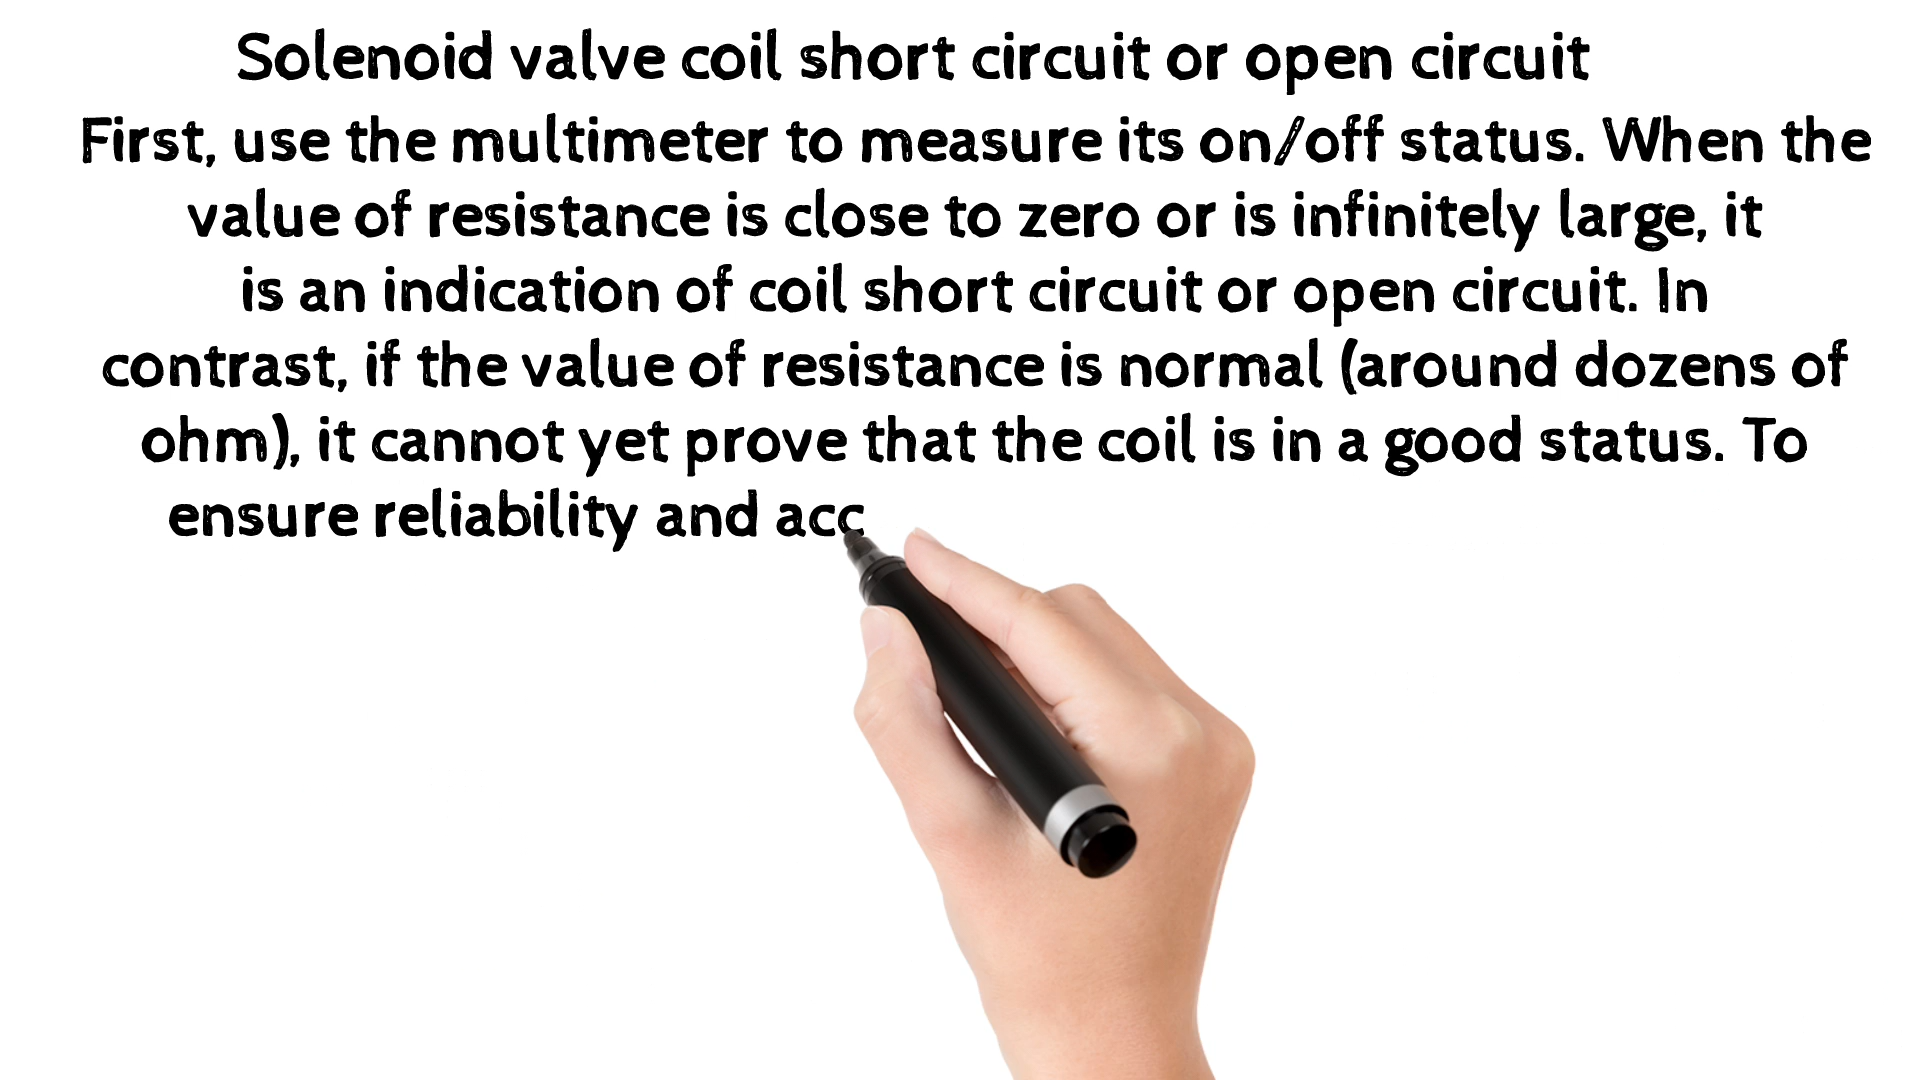 Solenoid valve coil short circuit or open circuit
First, use the multimeter to measure its on/off status. When the
value of resistance is close to zero or is infinitely large, it
is an indication of coil short circuit or open circuit. In
contrast, if the value of resistance is normal (around dozens of
ohm), it cannot yet prove that the coil is in a good status. To
ensure reliability and acc